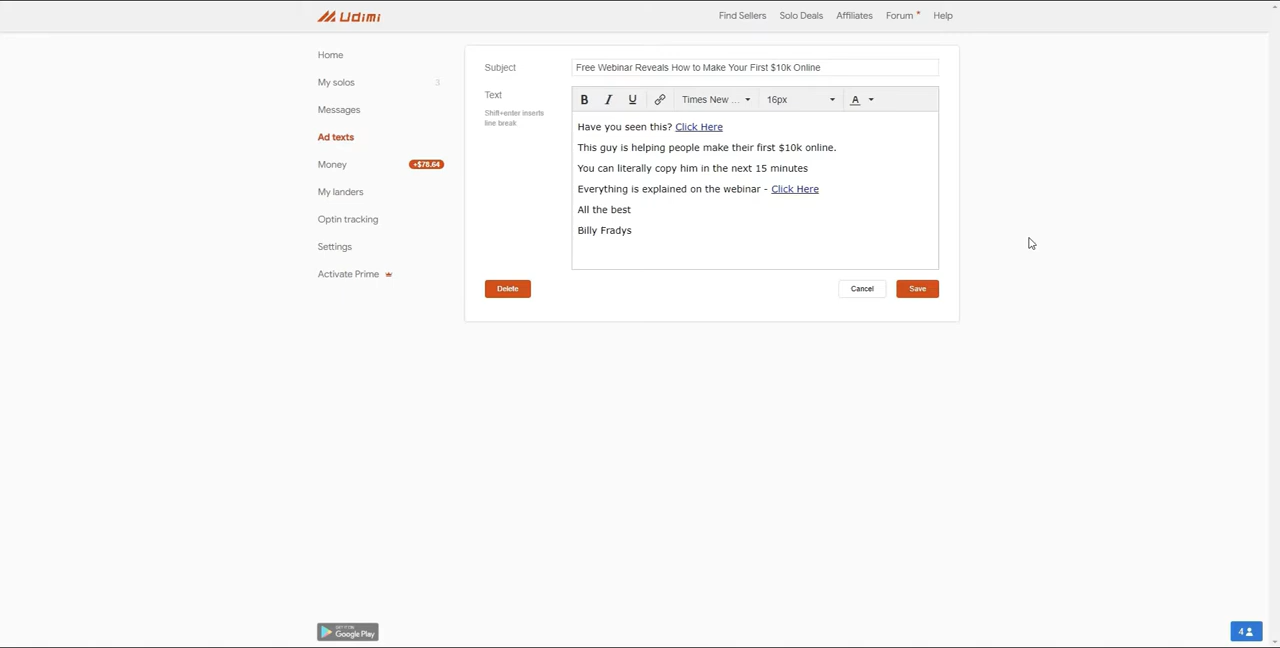 Udimi
Find Sellers Solo Deals Affiliates Forum Help
Home
My solos 3
Messages
Ad texts
Money +$78.64
My landers
Optin tracking
Settings
Activate Prime
Subject Free Webinar Reveals How to Make Your First $10k Online
Text
Shift+enter inserts
line break
B I U Times New ... 16px A
Have you seen this? Click Here
This guy is helping people make their first $10k online.
You can literally copy him in the next 15 minutes
Everything is explained on the webinar - Click Here
All the best
Billy Fradys
Delete Cancel Save
GET IT ON
Google Play
4